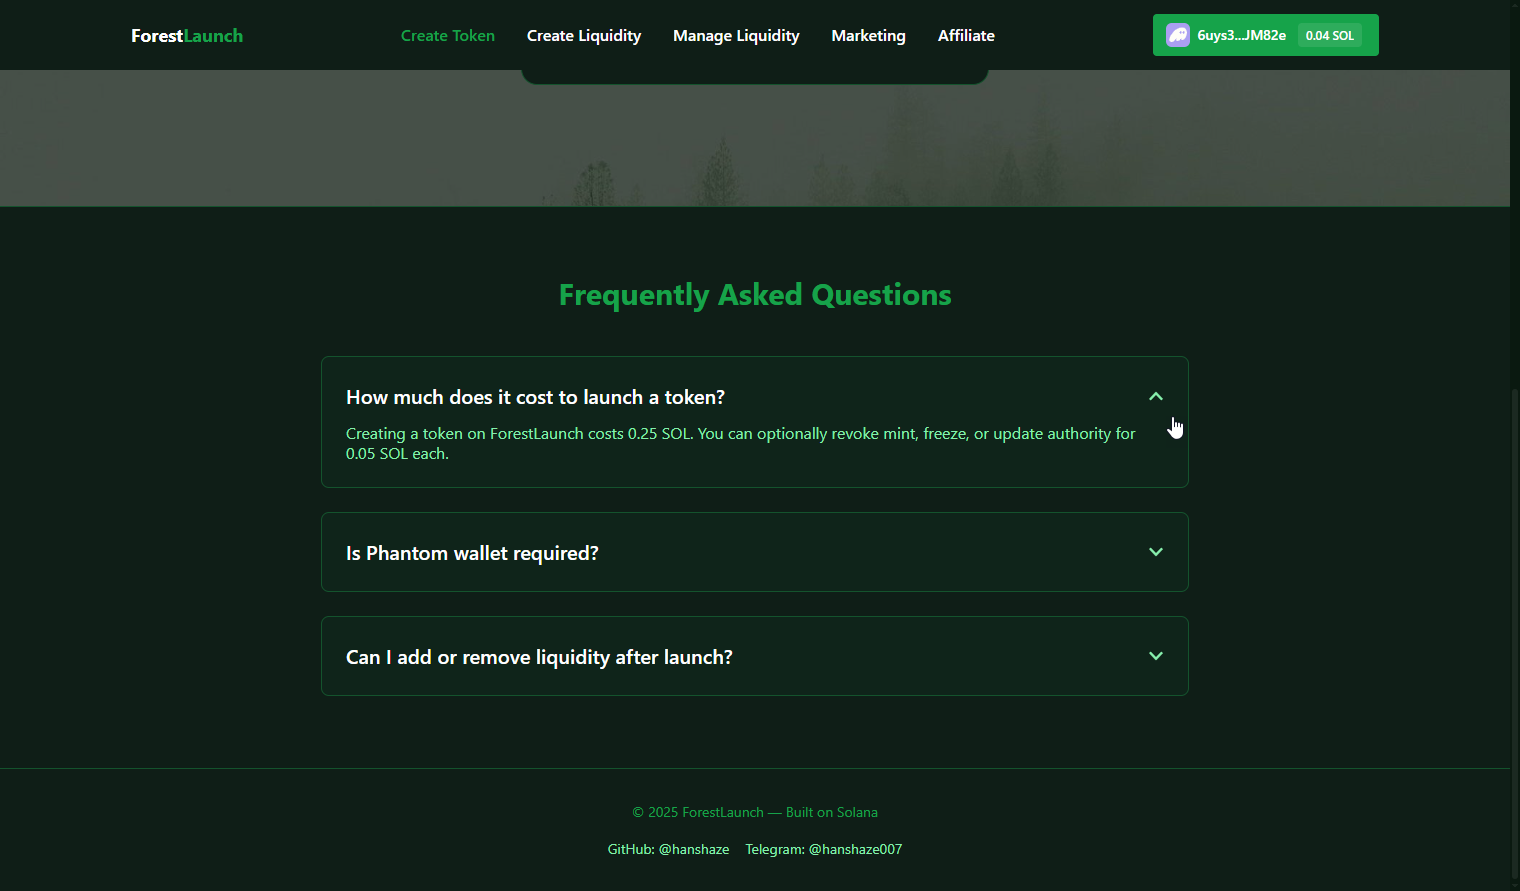 ForestLaunch
Create Token
Create Liquidity
Manage Liquidity
Marketing
Affiliate
6uys3...JM82e
0.04 SOL
Frequently Asked Questions
How much does it cost to launch a token?
Creating a token on ForestLaunch costs 0.25 SOL. You can optionally revoke mint, freeze, or update authority for
0.05 SOL each.
Is Phantom wallet required?
Can I add or remove liquidity after launch?
© 2025 ForestLaunch — Built on Solana
GitHub: @hanshaze Telegram: @hanshaze007